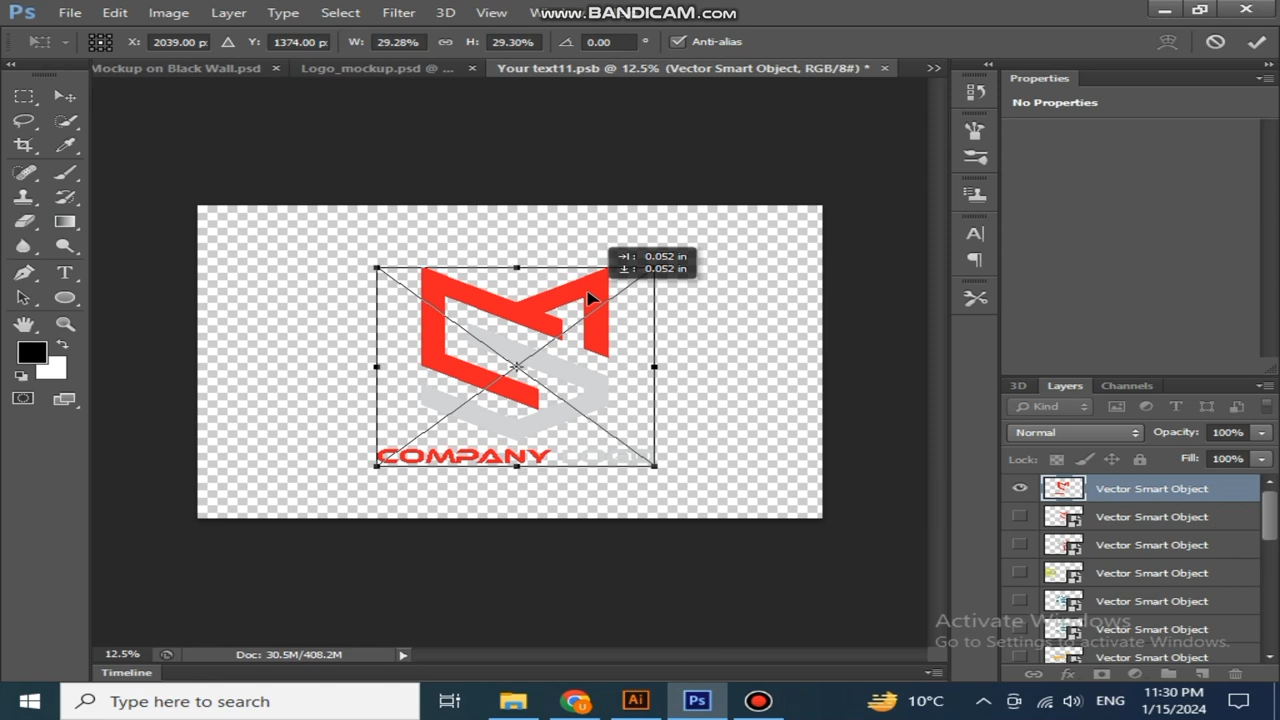 Ps File Edit Image Layer Type Select Filter 3D View
www.BANDICAM.com
X: 2039.00 p: Y: 1374.00 p: W: 29.28% H: 29.30% 0.00 ° Anti-alias
Mockup on Black Wall.psd × Logo_mockup.psd @ ... × Your text11.psb @ 12.5% (Vector Smart Object, RGB/8#) * ×
Properties
No Properties
0.052 in
0.052 in
COMPANY
3D Layers Channels
Kind
Normal Opacity: 100%
Lock: Fill: 100%
Vector Smart Object
Vector Smart Object
Vector Smart Object
Vector Smart Object
Vector Smart Object
Vector Smart Object
Vector Smart Object
Activate Windows
Go to Settings to activate Windows.
12.5% Doc: 30.5M/408.2M
Timeline
Type here to search
Ai Ps
10°C ENG
11:30 PM
1/15/2024